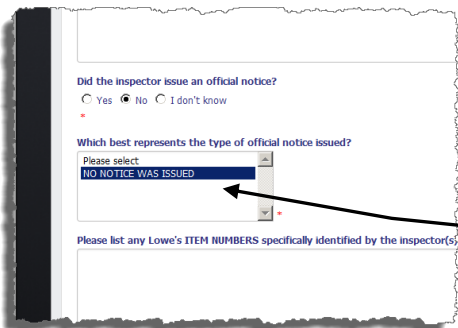 Did the inspector issue an official notice?
Yes No I don't know
*
Which best represents the type of official notice issued?
Please select
NO NOTICE WAS ISSUED
*
Please list any Lowe's ITEM NUMBERS specifically identified by the inspector(s)